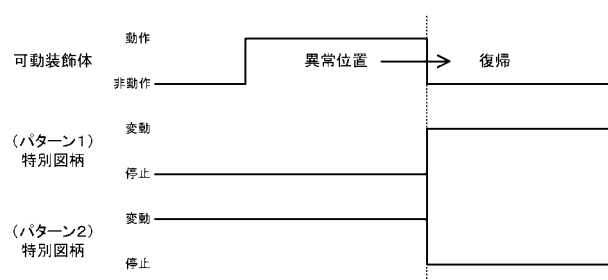 動作
可動装飾体
異常位置
復帰
非動作
変動
(パターン1)
特別図柄
停止
変動
(パターン2)
特別図柄
停止